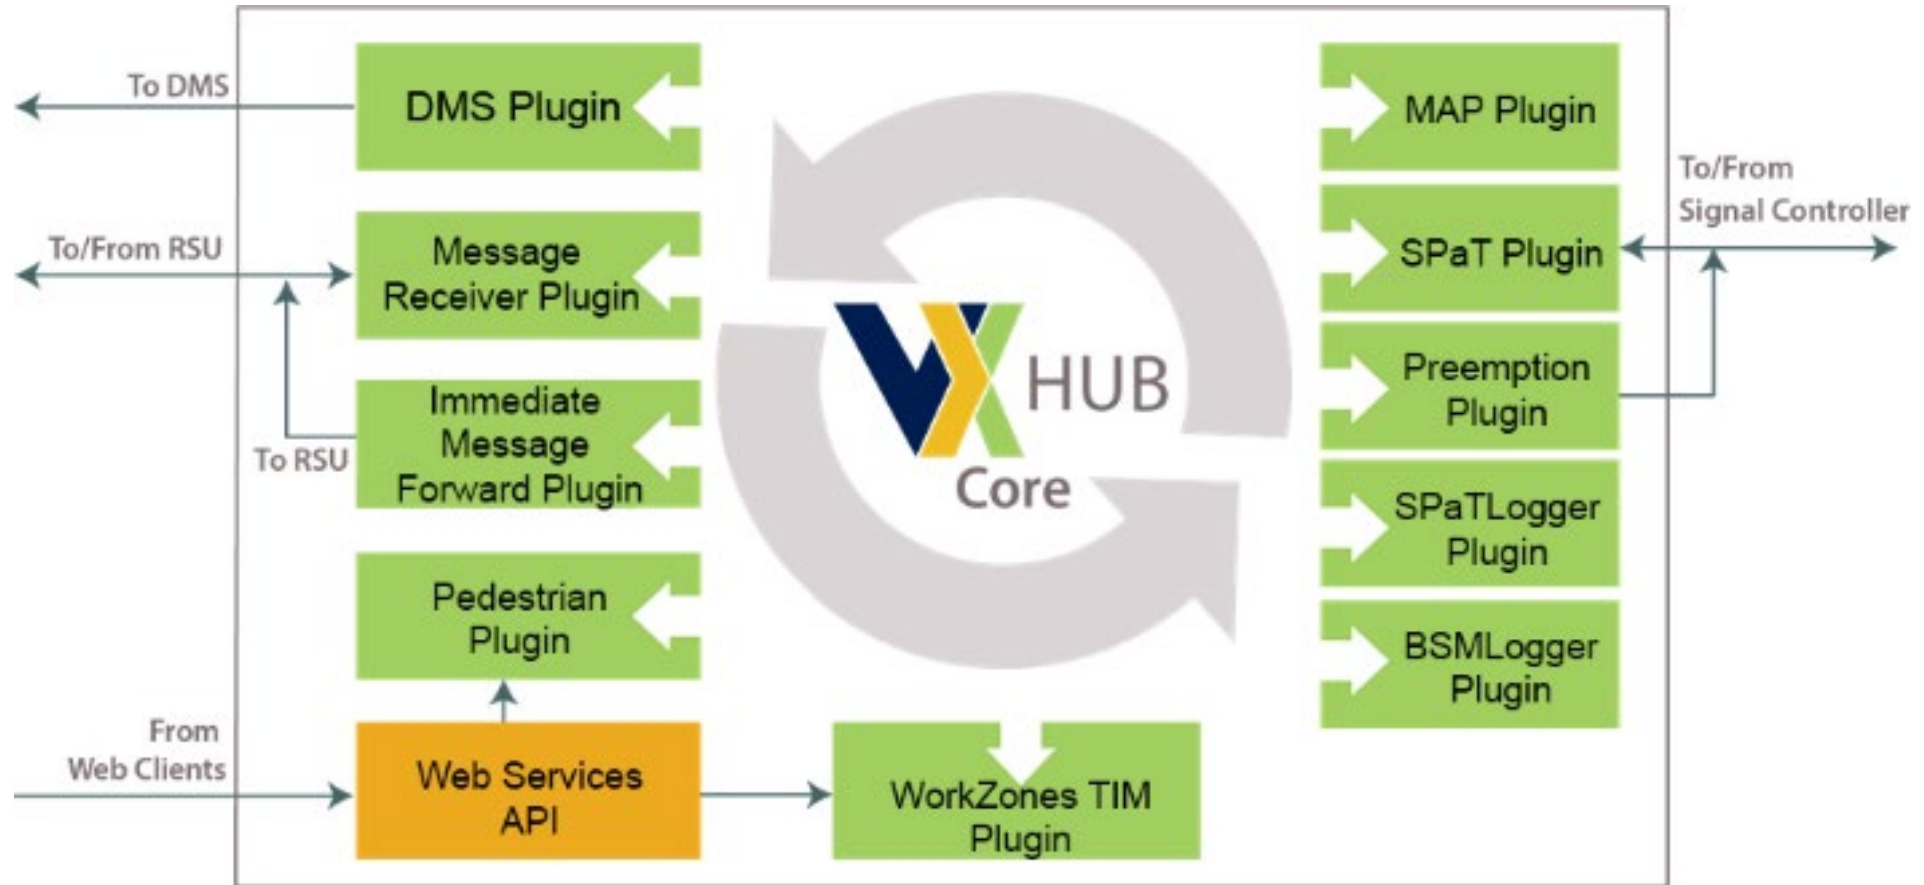 To DMS
DMS Plugin
To/From RSU
Message
Receiver Plugin
Immediate
Message
Forward Plugin
To RSU
Pedestrian
Plugin
From
Web Clients
Web Services
API
WorkZones TIM
Plugin
VX HUB
Core
MAP Plugin
To/From
Signal Controller
SPaT Plugin
Preemption
Plugin
SPaTLogger
Plugin
BSMLogger
Plugin